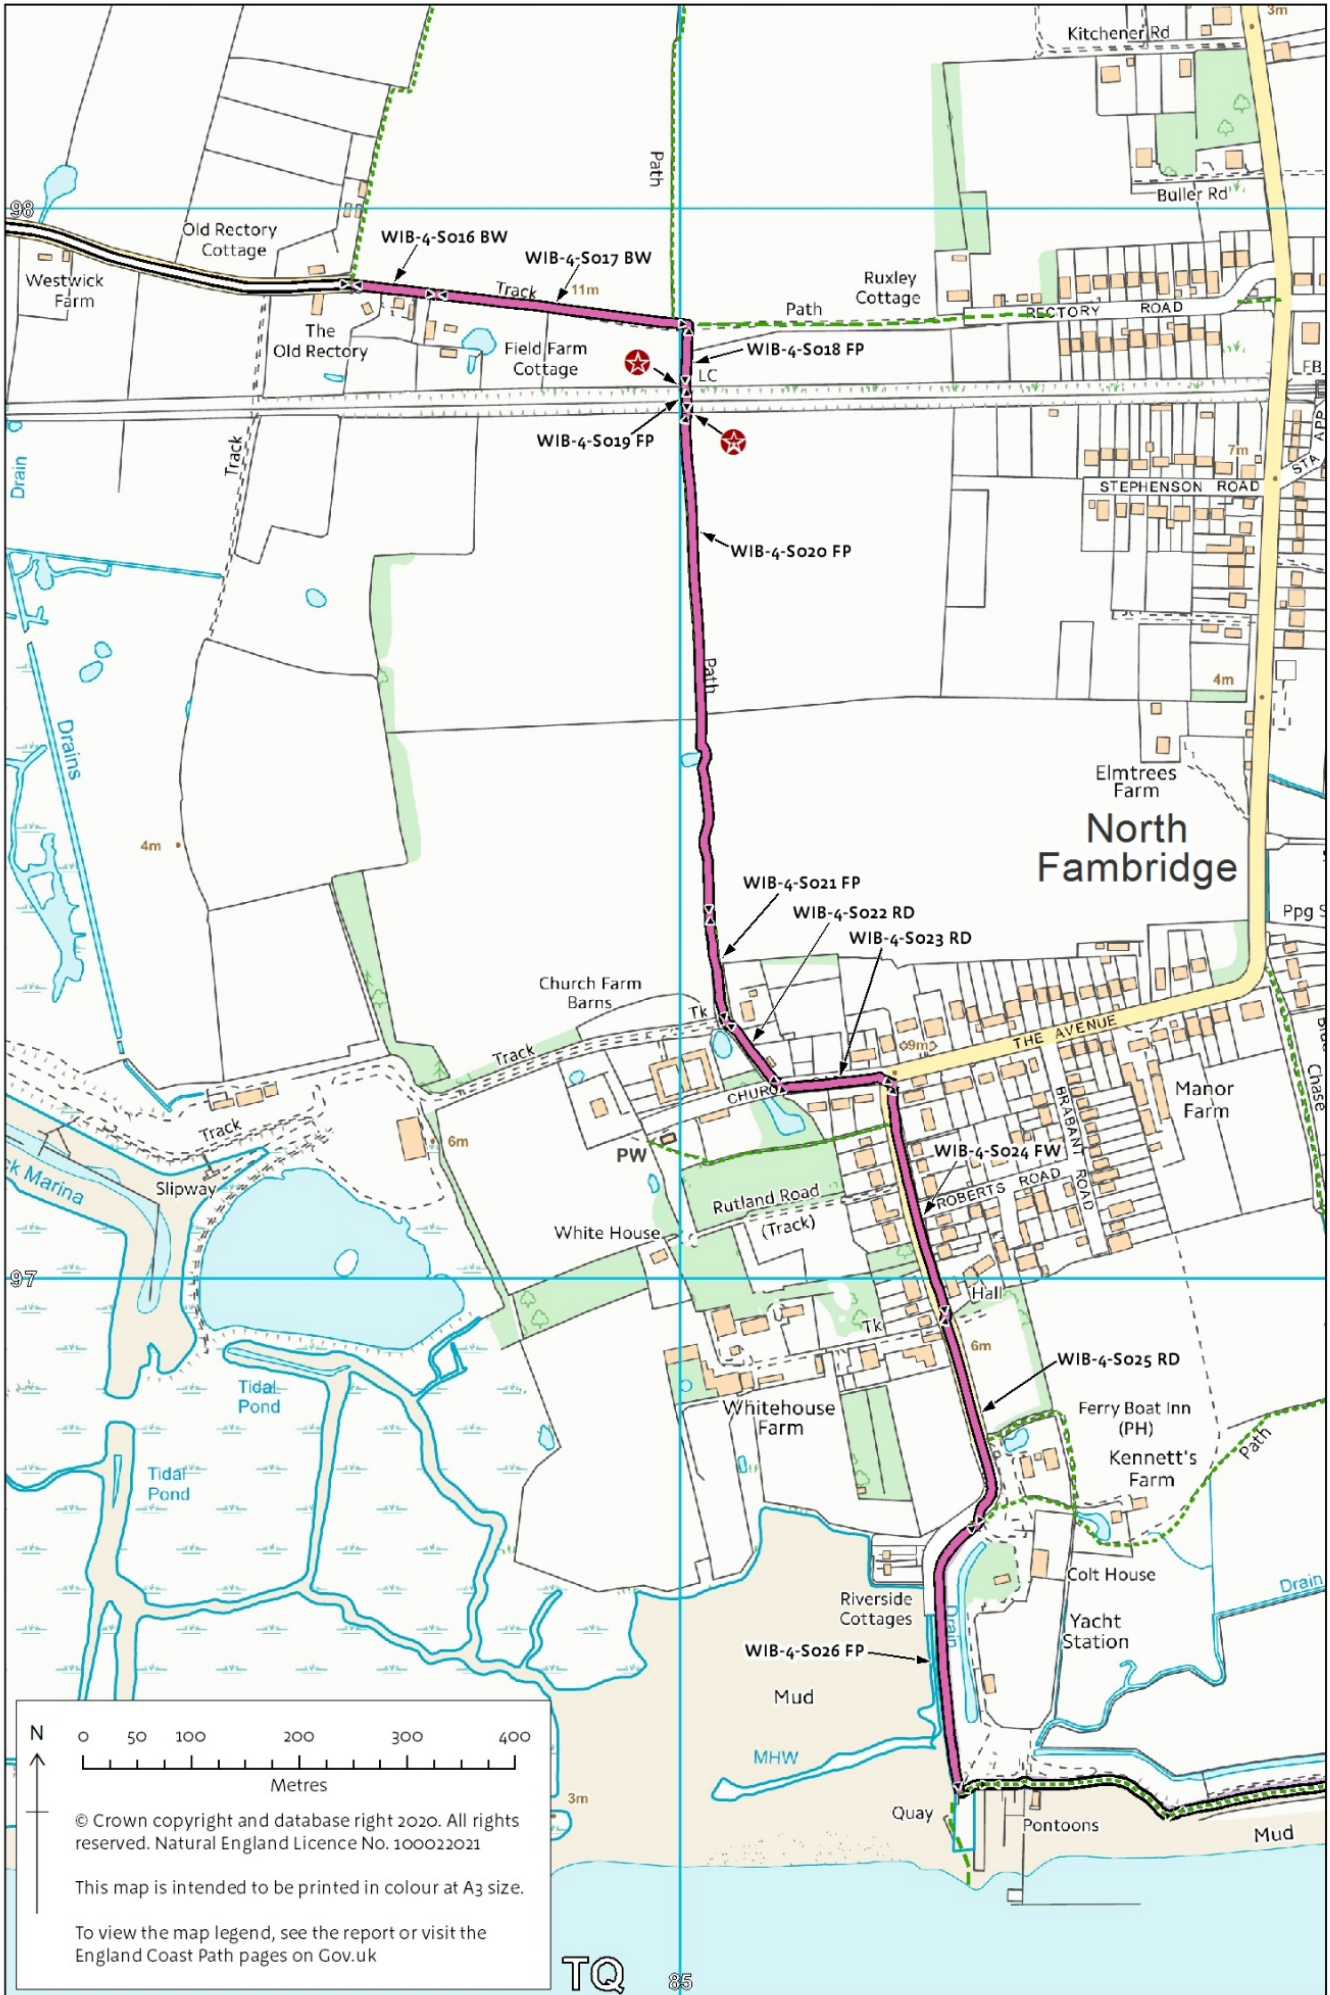 3m
Kitchener Rd
Path
Buller Rd
98
Old Rectory
Cottage
WIB-4-S016 BW
WIB-4-S017 BW
Westwick
Farm
Track
11m
Ruxley
Cottage
Path
RECTORY ROAD
The
Old Rectory
Field Farm
Cottage
WIB-4-S018 FP
LC
FB
WIB-4-S019 FP
Track
Drain
7m
STA APP
STEPHENSON ROAD
WIB-4-S020 FP
Path
4m
Drains
Elmtrees
Farm
4m
North
Fambridge
WIB-4-S021 FP
WIB-4-S022 RD
WIB-4-S023 RD
Ppg S
Church Farm
Barns
Tk
Track
9m
THE AVENUE
CHURC
Manor
Farm
Chase
BRABANT ROAD
Track
6m
PW
WIB-4-S024 FW
ROBERTS ROAD
ck Marina
Slipway
Rutland Road
(Track)
White House
97
Hall
Tk
6m
WIB-4-S025 RD
Tidal
Pond
Whitehouse
Farm
Ferry Boat Inn
(PH)
Kennett's
Farm
Path
Tidal
Pond
Colt House
Drain
Riverside
Cottages
Drain
Yacht
Station
WIB-4-S026 FP
Mud
MHW
3m
Quay
Pontoons
Mud
N
0 50 100 200 300 400
Metres
© Crown copyright and database right 2020. All rights
reserved. Natural England Licence No. 100022021
This map is intended to be printed in colour at A3 size.
To view the map legend, see the report or visit the
England Coast Path pages on Gov.uk
TQ
85